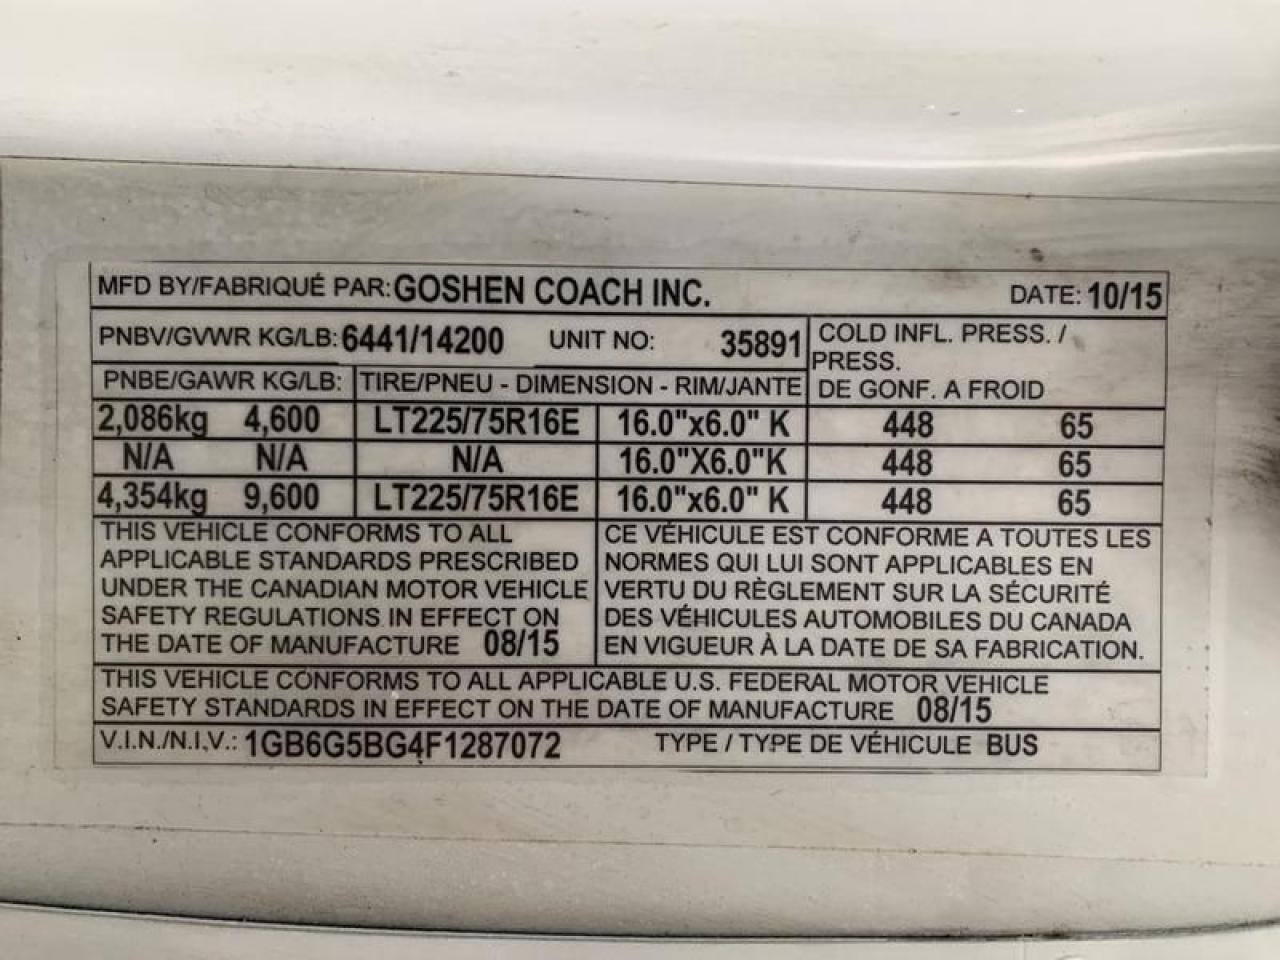 MFD BY/FABRIQUÉ PAR: GOSHEN COACH INC. DATE: 10/15
PNBV/GVWR KG/LB: 6441/14200 UNIT NO: 35891 COLD INFL. PRESS. /
PRESS.
PNBE/GAWR KG/LB: TIRE/PNEU - DIMENSION - RIM/JANTE DE GONF. A FROID
2,086kg 4,600 LT225/75R16E 16.0"x6.0" K 448 65
N/A N/A N/A 16.0"X6.0"K 448 65
4,354kg 9,600 LT225/75R16E 16.0"x6.0" K 448 65
THIS VEHICLE CONFORMS TO ALL
APPLICABLE STANDARDS PRESCRIBED
UNDER THE CANADIAN MOTOR VEHICLE
SAFETY REGULATIONS IN EFFECT ON
THE DATE OF MANUFACTURE 08/15
CE VÉHICULE EST CONFORME A TOUTES LES
NORMES QUI LUI SONT APPLICABLES EN
VERTU DU RÈGLEMENT SUR LA SÉCURITÉ
DES VÉHICULES AUTOMOBILES DU CANADA
EN VIGUEUR À LA DATE DE SA FABRICATION.
THIS VEHICLE CONFORMS TO ALL APPLICABLE U.S. FEDERAL MOTOR VEHICLE
SAFETY STANDARDS IN EFFECT ON THE DATE OF MANUFACTURE 08/15
V.I.N./N.I.V.: 1GB6G5BG4F1287072 TYPE / TYPE DE VÉHICULE BUS